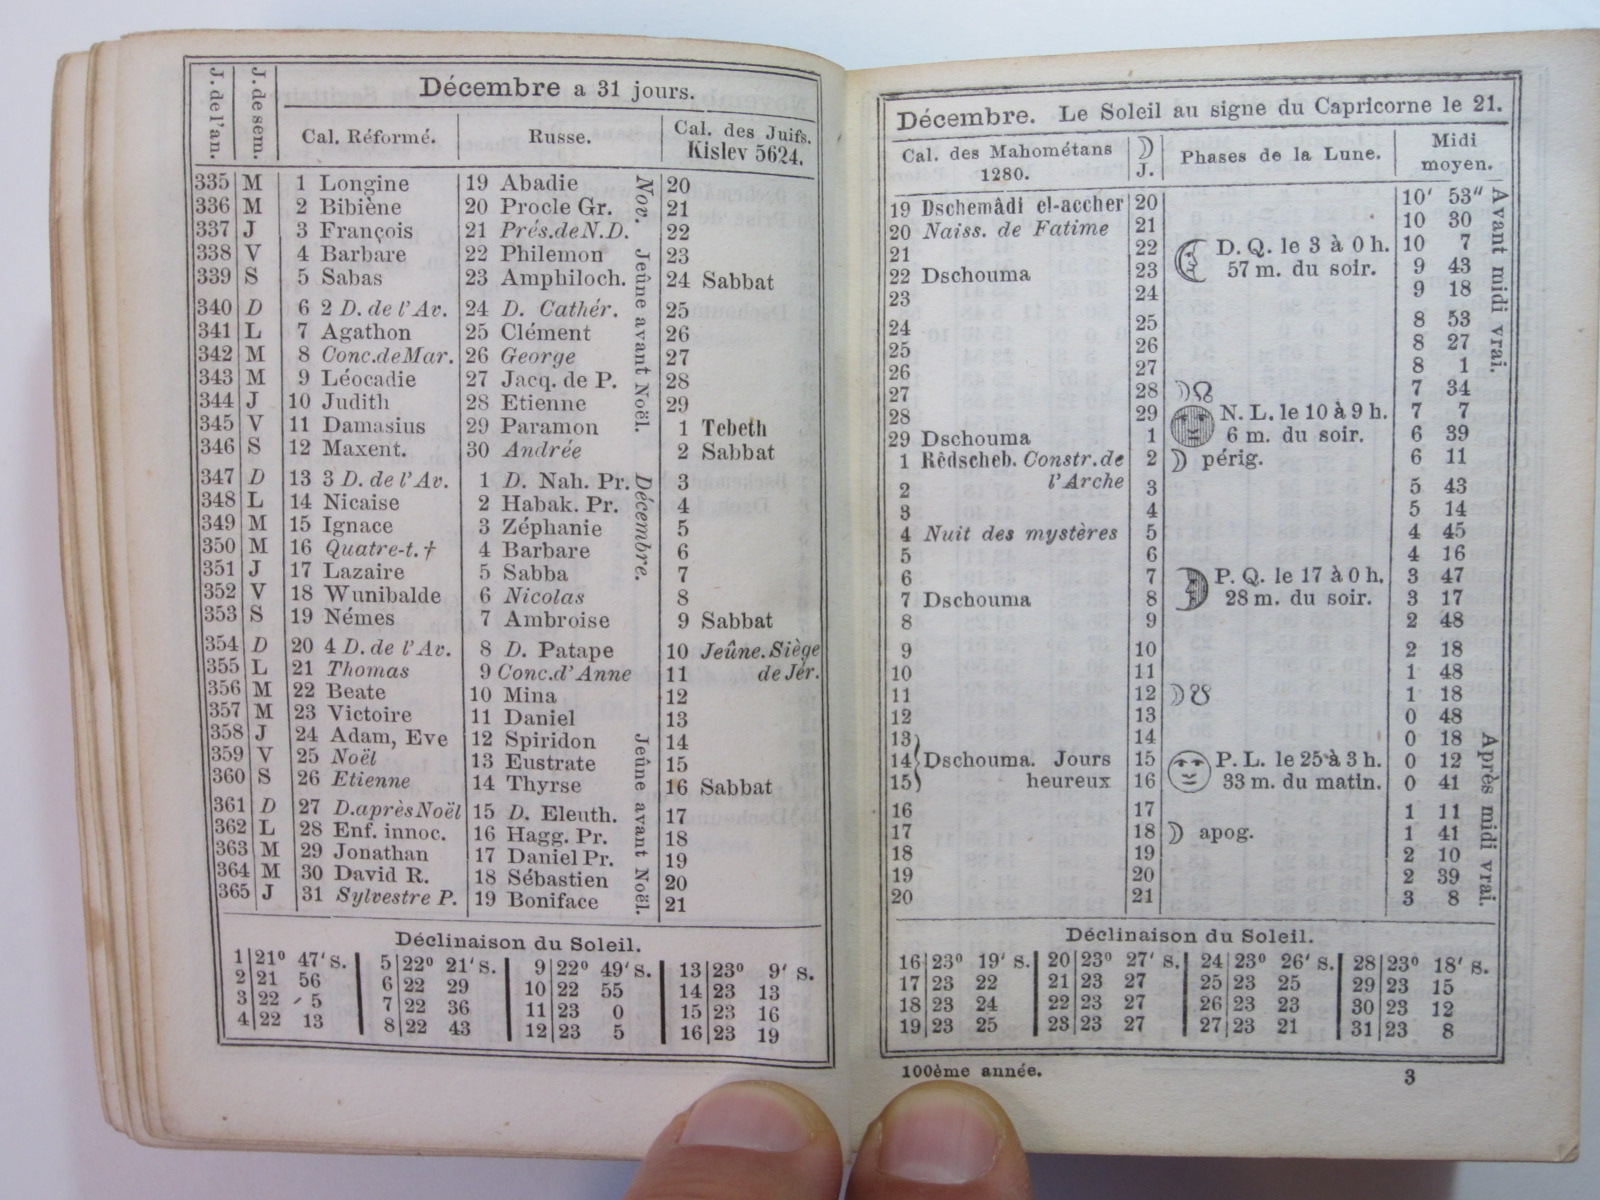 Décembre a 31 jours.
J. de l'an. J. de sem. Cal. Réformé. Russe. Cal. des Juifs. Kislev 5624.
335 M 1 Longine 19 Abadie 20
336 M 2 Bibiène 20 Procle Gr. 21
337 J 3 François 21 Prés. de N. D. 22
338 V 4 Barbare 22 Philemon 23
339 S 5 Sabas 23 Amphiloch. 24 Sabbat
340 D 6 2 D. de l'Av. 24 D. Cathér. 25
341 L 7 Agathon 25 Clément 26
342 M 8 Conc. de Mar. 26 George 27
343 M 9 Léocadie 27 Jacq. de P. 28
344 J 10 Judith 28 Etienne 29
345 V 11 Damasius 29 Paramon 1 Tebeth
346 S 12 Maxent. 30 Andrée 2 Sabbat
347 D 13 3 D. de l'Av. 1 D. Nah. Pr. 3
348 L 14 Nicaise 2 Habak. Pr. 4
349 M 15 Ignace 3 Zéphanie 5
350 M 16 Quatre-t. † 4 Barbare 6
351 J 17 Lazaire 5 Sabba 7
352 V 18 Wunibalde 6 Nicolas 8
353 S 19 Némes 7 Ambroise 9 Sabbat
354 D 20 4 D. de l'Av. 8 D. Patape 10 Jeûne. Siège
355 L 21 Thomas 9 Conc. d'Anne 11 de Jér.
356 M 22 Beate 10 Mina 12
357 M 23 Victoire 11 Daniel 13
358 J 24 Adam, Eve 12 Spiridon 14
359 V 25 Noël 13 Eustrate 15
360 S 26 Etienne 14 Thyrse 16 Sabbat
361 D 27 D. après Noël 15 D. Eleuth. 17
362 L 28 Enf. innoc. 16 Hagg. Pr. 18
363 M 29 Jonathan 17 Daniel Pr. 19
364 M 30 David R. 18 Sébastien 20
365 J 31 Sylvestre P. 19 Boniface 21
Nov. Jeûne avant Noël.
Décembre. Jeûne avant Noël.
Déclinaison du Soleil.
1 21° 47' S. 5 22° 21' S. 9 22° 49' S. 13 23° 9' S.
2 21 56 6 22 29 10 22 55 14 23 13
3 22 5 7 22 36 11 23 0 15 23 16
4 22 13 8 22 43 12 23 5 16 23 19
Décembre. Le Soleil au signe du Capricorne le 21.
Cal. des Mahométans 1280. ☽ J. Phases de la Lune. Midi moyen.
19 Dschemâdi el-accher 20 10' 53"
20 Naiss. de Fatime 21 10 30
21 22 D. Q. le 3 à 0 h. 10 7
22 Dschouma 23 57 m. du soir. 9 43
23 24 9 18
24 25 8 53
25 26 8 27
26 27 8 1
27 28 ☽☊ 7 34
28 29 N. L. le 10 à 9 h. 7 7
29 Dschouma 1 6 m. du soir. 6 39
1 Rêdscheb. Constr. de 2 ☽ périg. 6 11
2 l'Arche 3 5 43
3 4 5 14
4 Nuit des mystères 5 4 45
5 6 4 16
6 7 P. Q. le 17 à 0 h. 3 47
7 Dschouma 8 28 m. du soir. 3 17
8 9 2 48
9 10 2 18
10 11 1 48
11 12 ☽☋ 1 18
12 13 0 48
13 14 0 18
14 Dschouma. Jours 15 P. L. le 25 à 3 h. 0 12
15 heureux 16 33 m. du matin. 0 41
16 17 1 11
17 18 ☽ apog. 1 41
18 19 2 10
19 20 2 39
20 21 3 8
Avant midi vrai.
Après midi vrai.
Déclinaison du Soleil.
16 23° 19' S. 20 23° 27' S. 24 23° 26' S. 28 23° 18' S.
17 23 22 21 23 27 25 23 25 29 23 15
18 23 24 22 23 27 26 23 23 30 23 12
19 23 25 23 23 27 27 23 21 31 23 8
100ème année. 3